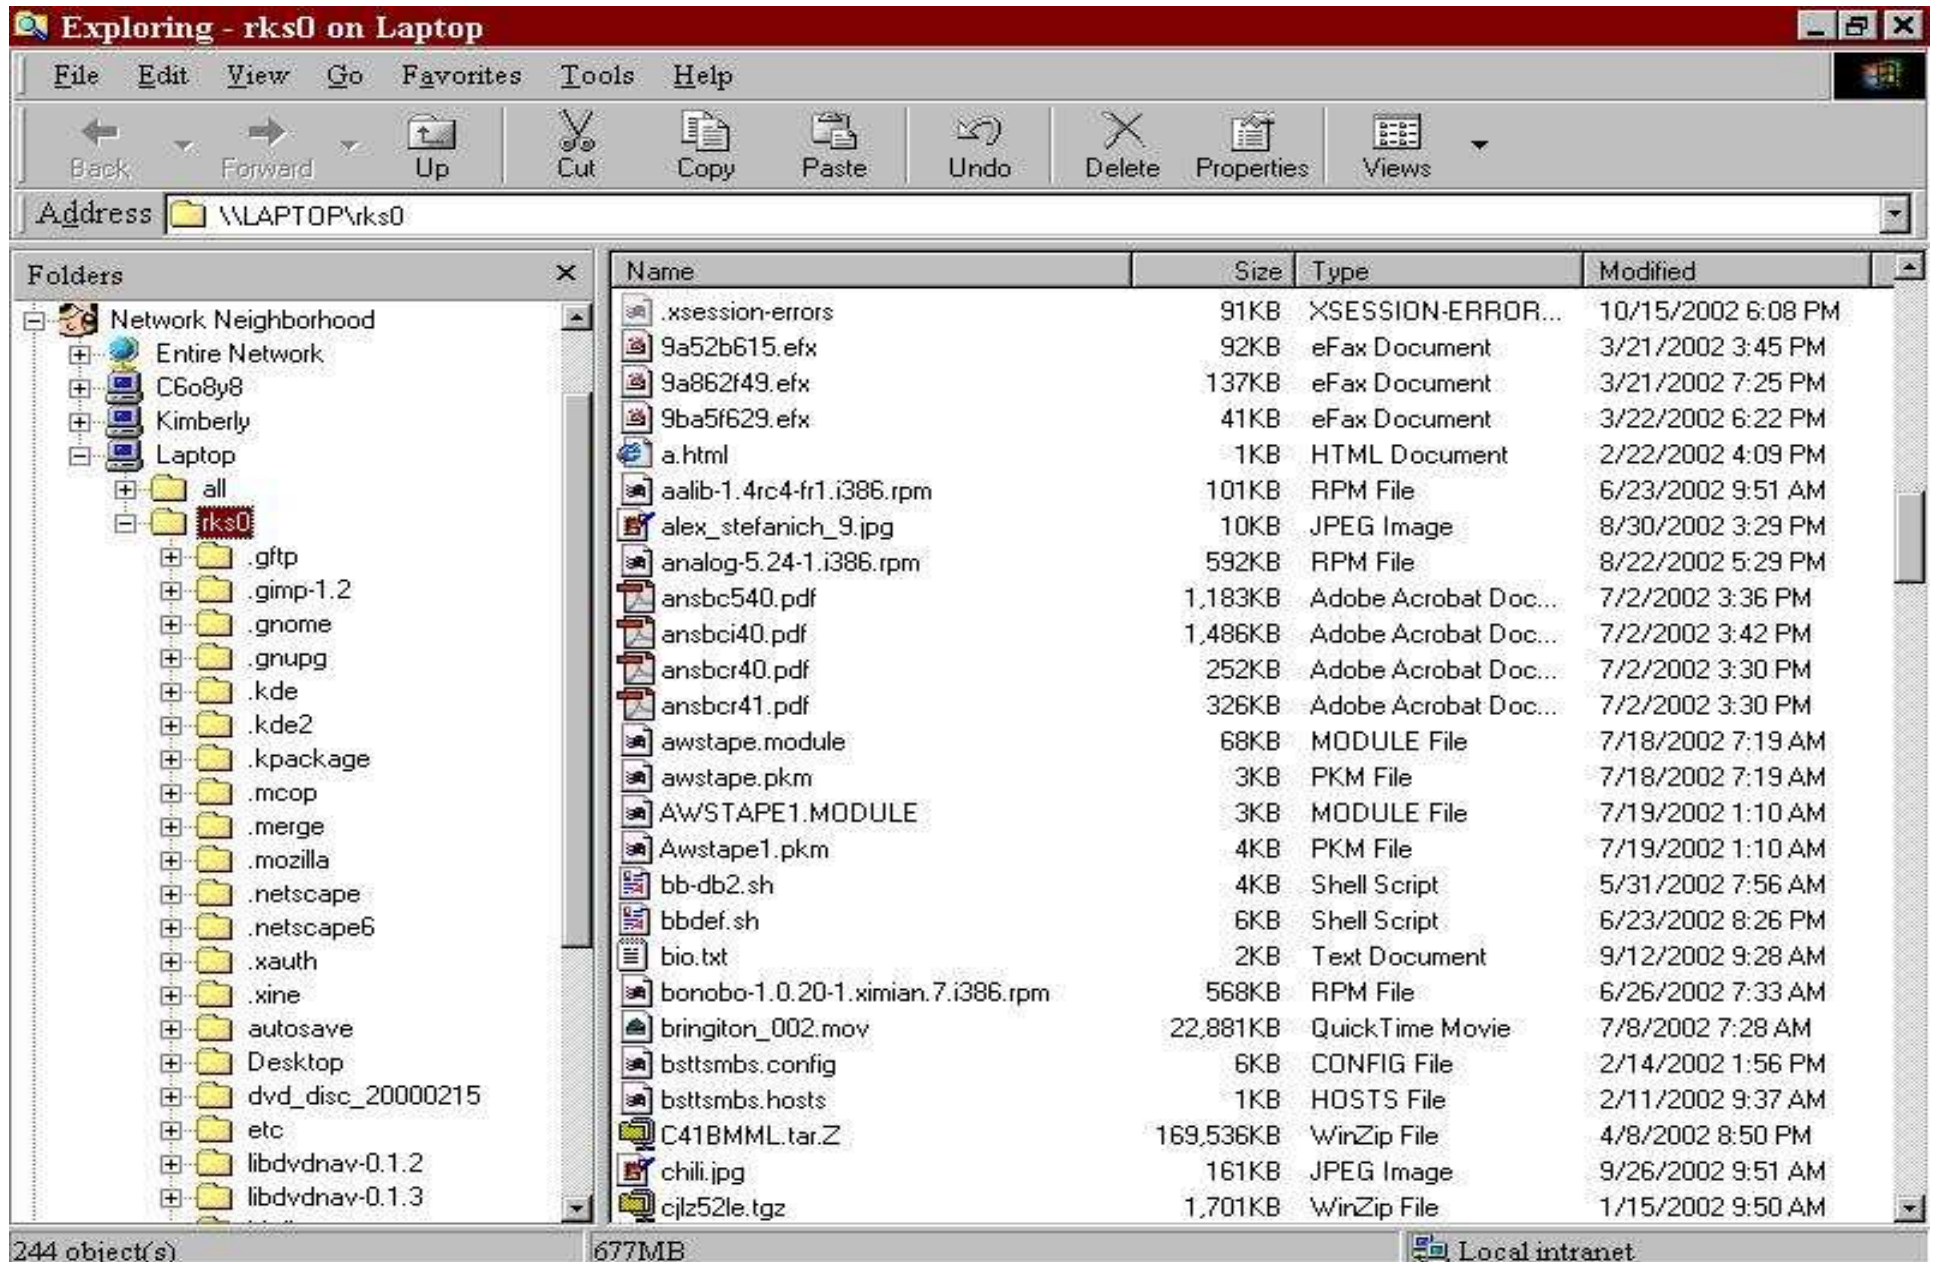 Exploring - rks0 on Laptop
File Edit View Go Favorites Tools Help
Back Forward Up Cut Copy Paste Undo Delete Properties Views
Address \\LAPTOP\rks0
Folders
Network Neighborhood
Entire Network
C6o8y8
Kimberly
Laptop
all
rks0
.gftp
.gimp-1.2
.gnome
.gnupg
.kde
.kde2
.kpackage
.mcop
.merge
.mozilla
.netscape
.netscape6
.xauth
.xine
autosave
Desktop
dvd_disc_20000215
etc
libdvdnav-0.1.2
libdvdnav-0.1.3
Name Size Type Modified
.xsession-errors 91KB XSESSION-ERROR... 10/15/2002 6:08 PM
9a52b615.efx 92KB eFax Document 3/21/2002 3:45 PM
9a862f49.efx 137KB eFax Document 3/21/2002 7:25 PM
9ba5f629.efx 41KB eFax Document 3/22/2002 6:22 PM
a.html 1KB HTML Document 2/22/2002 4:09 PM
aalib-1.4rc4-fr1.i386.rpm 101KB RPM File 6/23/2002 9:51 AM
alex_stefanich_9.jpg 10KB JPEG Image 8/30/2002 3:29 PM
analog-5.24-1.i386.rpm 592KB RPM File 8/22/2002 5:29 PM
ansbc540.pdf 1,183KB Adobe Acrobat Doc... 7/2/2002 3:36 PM
ansbci40.pdf 1,486KB Adobe Acrobat Doc... 7/2/2002 3:42 PM
ansbcr40.pdf 252KB Adobe Acrobat Doc... 7/2/2002 3:30 PM
ansbcr41.pdf 326KB Adobe Acrobat Doc... 7/2/2002 3:30 PM
awstape.module 68KB MODULE File 7/18/2002 7:19 AM
awstape.pkm 3KB PKM File 7/18/2002 7:19 AM
AWSTAPE1.MODULE 3KB MODULE File 7/19/2002 1:10 AM
Awstape1.pkm 4KB PKM File 7/19/2002 1:10 AM
bb-db2.sh 4KB Shell Script 5/31/2002 7:56 AM
bbdef.sh 6KB Shell Script 6/23/2002 8:26 PM
bio.txt 2KB Text Document 9/12/2002 9:28 AM
bonobo-1.0.20-1.ximian.7.i386.rpm 568KB RPM File 6/26/2002 7:33 AM
bringiton_002.mov 22,881KB QuickTime Movie 7/8/2002 7:28 AM
bsttsmbs.config 6KB CONFIG File 2/14/2002 1:56 PM
bsttsmbs.hosts 1KB HOSTS File 2/11/2002 9:37 AM
C41BMML.tar.Z 169,536KB WinZip File 4/8/2002 8:50 PM
chili.jpg 161KB JPEG Image 9/26/2002 9:51 AM
cjlz52le.tgz 1,701KB WinZip File 1/15/2002 9:50 AM
244 object(s) 677MB Local intranet